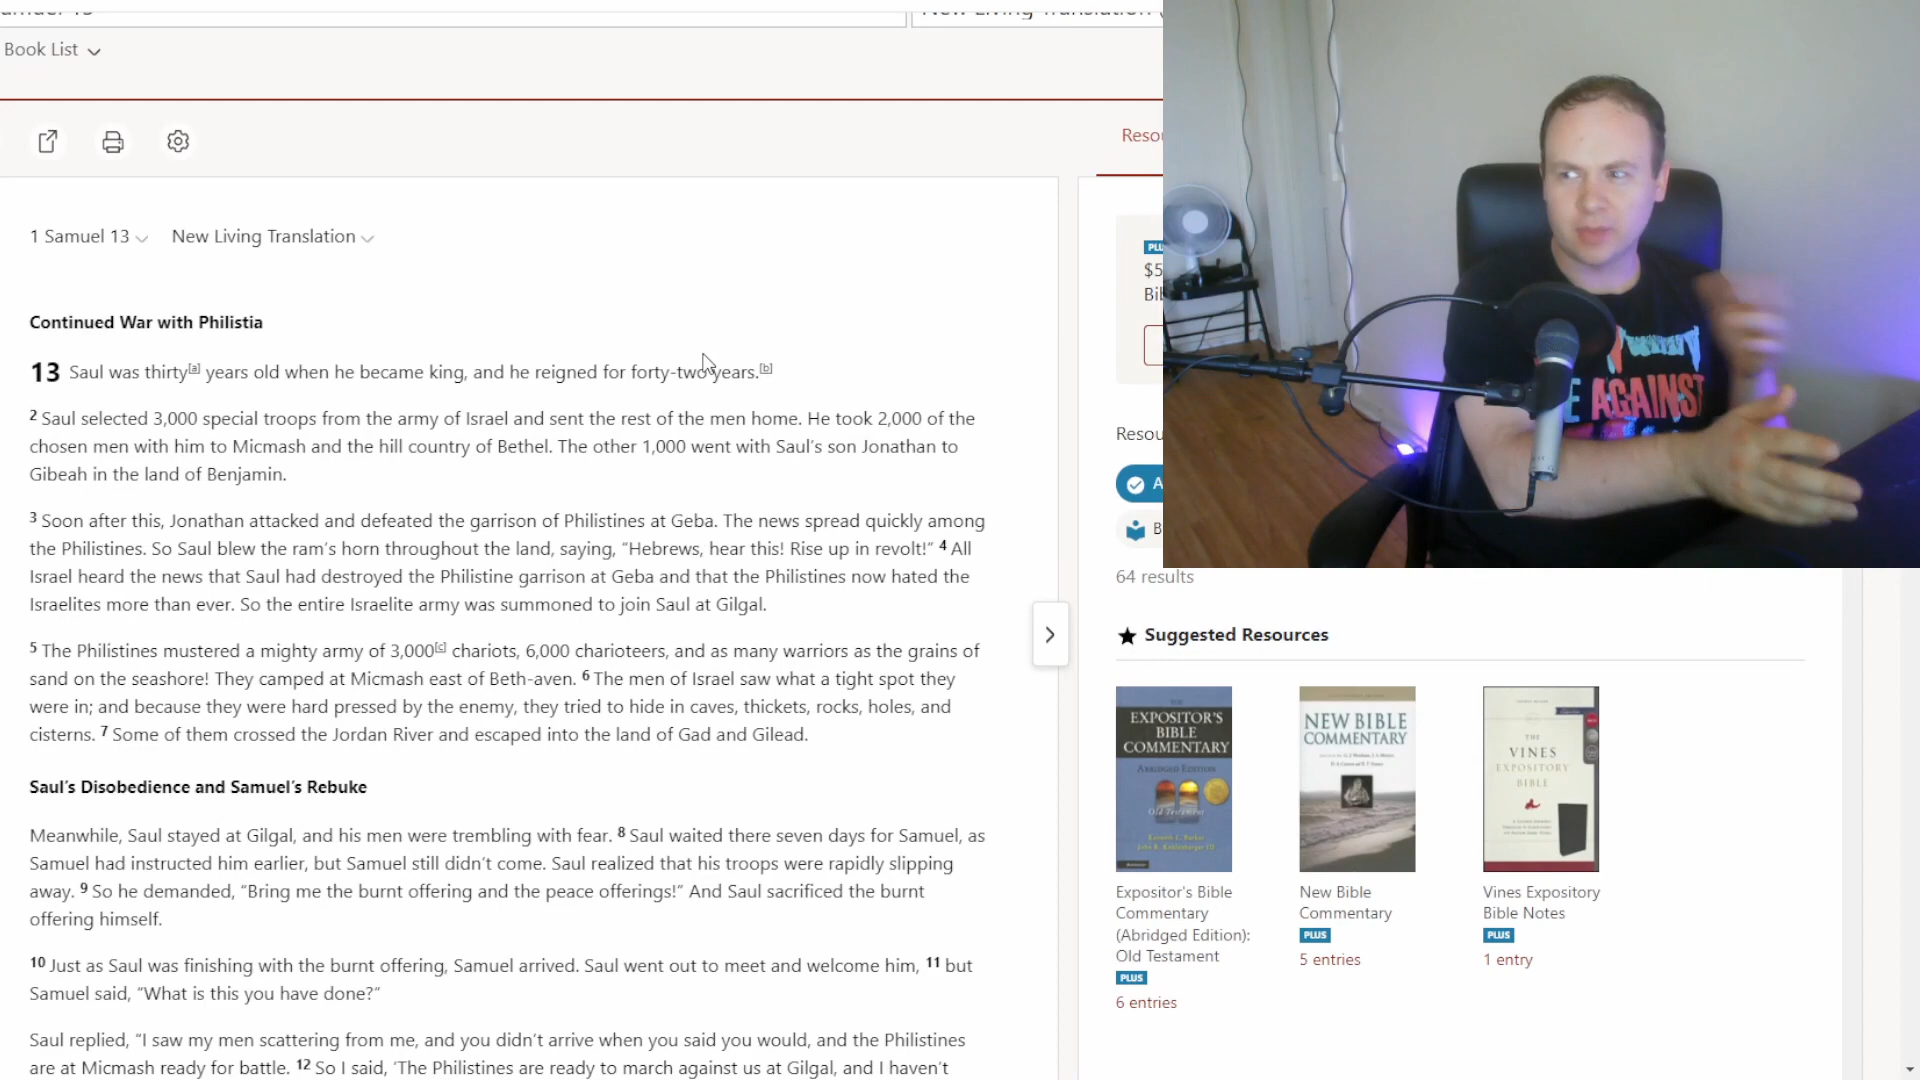 Book List
Reso
1 Samuel 13 New Living Translation
PLU
$5
Bib
Continued War with Philistia
13 Saul was thirty[a] years old when he became king, and he reigned for forty-two years.[b]
2 Saul selected 3,000 special troops from the army of Israel and sent the rest of the men home. He took 2,000 of the
chosen men with him to Micmash and the hill country of Bethel. The other 1,000 went with Saul’s son Jonathan to
Gibeah in the land of Benjamin.
3 Soon after this, Jonathan attacked and defeated the garrison of Philistines at Geba. The news spread quickly among
the Philistines. So Saul blew the ram’s horn throughout the land, saying, “Hebrews, hear this! Rise up in revolt!” 4 All
Israel heard the news that Saul had destroyed the Philistine garrison at Geba and that the Philistines now hated the
Israelites more than ever. So the entire Israelite army was summoned to join Saul at Gilgal.
5 The Philistines mustered a mighty army of 3,000[c] chariots, 6,000 charioteers, and as many warriors as the grains of
sand on the seashore! They camped at Micmash east of Beth-aven. 6 The men of Israel saw what a tight spot they
were in; and because they were hard pressed by the enemy, they tried to hide in caves, thickets, rocks, holes, and
cisterns. 7 Some of them crossed the Jordan River and escaped into the land of Gad and Gilead.
Saul’s Disobedience and Samuel’s Rebuke
Meanwhile, Saul stayed at Gilgal, and his men were trembling with fear. 8 Saul waited there seven days for Samuel, as
Samuel had instructed him earlier, but Samuel still didn’t come. Saul realized that his troops were rapidly slipping
away. 9 So he demanded, “Bring me the burnt offering and the peace offerings!” And Saul sacrificed the burnt
offering himself.
10 Just as Saul was finishing with the burnt offering, Samuel arrived. Saul went out to meet and welcome him, 11 but
Samuel said, “What is this you have done?”
Saul replied, “I saw my men scattering from me, and you didn’t arrive when you said you would, and the Philistines
are at Micmash ready for battle. 12 So I said, ‘The Philistines are ready to march against us at Gilgal, and I haven’t
AGAINST
Resou
A
B
64 results
Suggested Resources
THE
EXPOSITOR'S
BIBLE
COMMENTARY
ABRIDGED EDITION
Old Testament
NEW BIBLE
COMMENTARY
THE
VINES
EXPOSITORY
BIBLE
Expositor's Bible
Commentary
(Abridged Edition):
Old Testament
PLUS
6 entries
New Bible
Commentary
PLUS
5 entries
Vines Expository
Bible Notes
PLUS
1 entry